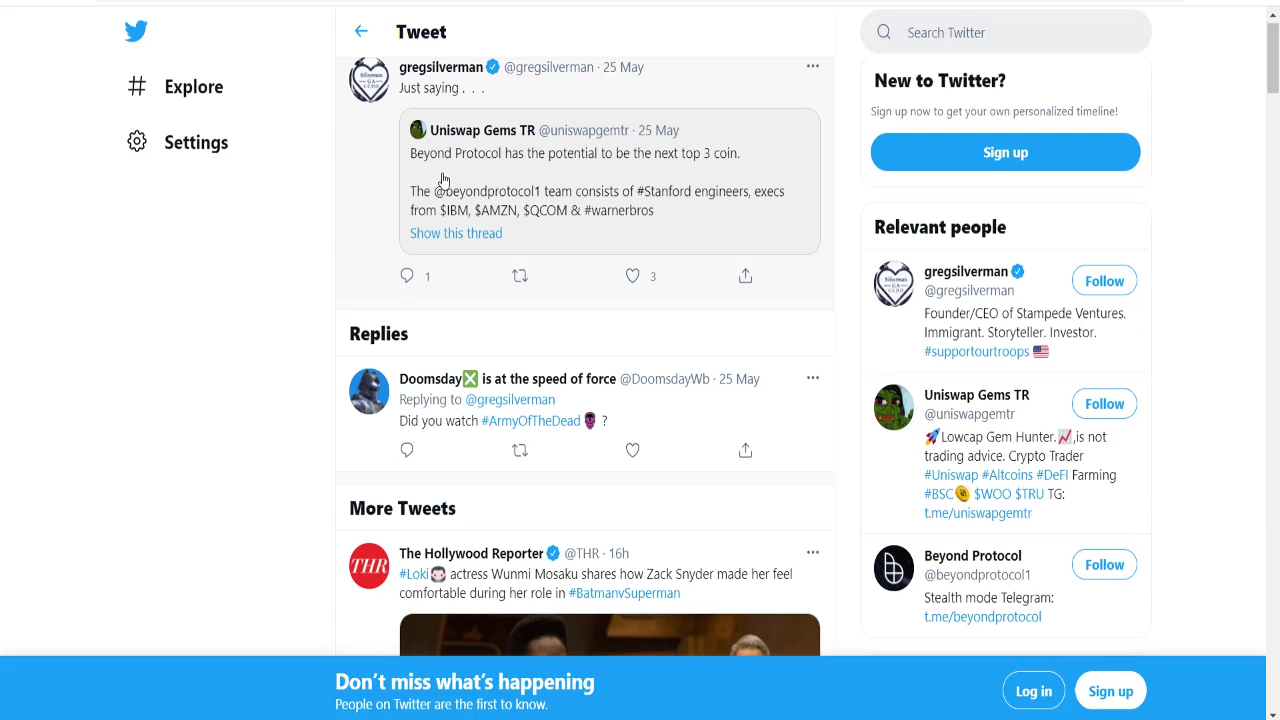 Explore
Settings
Tweet
gregsilverman @gregsilverman · 25 May
Just saying . . .
Uniswap Gems TR @uniswapgemtr · 25 May
Beyond Protocol has the potential to be the next top 3 coin.
The @beyondprotocol1 team consists of #Stanford engineers, execs
from $IBM, $AMZN, $QCOM & #warnerbros
Show this thread
1 3
Replies
Doomsday❎ is at the speed of force @DoomsdayWb · 25 May
Replying to @gregsilverman
Did you watch #ArmyOfTheDead ?
More Tweets
THR
The Hollywood Reporter @THR · 16h
#Loki actress Wunmi Mosaku shares how Zack Snyder made her feel
comfortable during her role in #BatmanvSuperman
Search Twitter
New to Twitter?
Sign up now to get your own personalized timeline!
Sign up
Relevant people
gregsilverman
@gregsilverman
Follow
Founder/CEO of Stampede Ventures.
Immigrant. Storyteller. Investor.
#supportourtroops 🇺🇸
Uniswap Gems TR
@uniswapgemtr
Follow
🚀Lowcap Gem Hunter.📈,is not
trading advice. Crypto Trader
#Uniswap #Altcoins #DeFI Farming
#BSC $WOO $TRU TG:
t.me/uniswapgemtr
Beyond Protocol
@beyondprotocol1
Follow
Stealth mode Telegram:
t.me/beyondprotocol
Don't miss what's happening
People on Twitter are the first to know.
Log in
Sign up